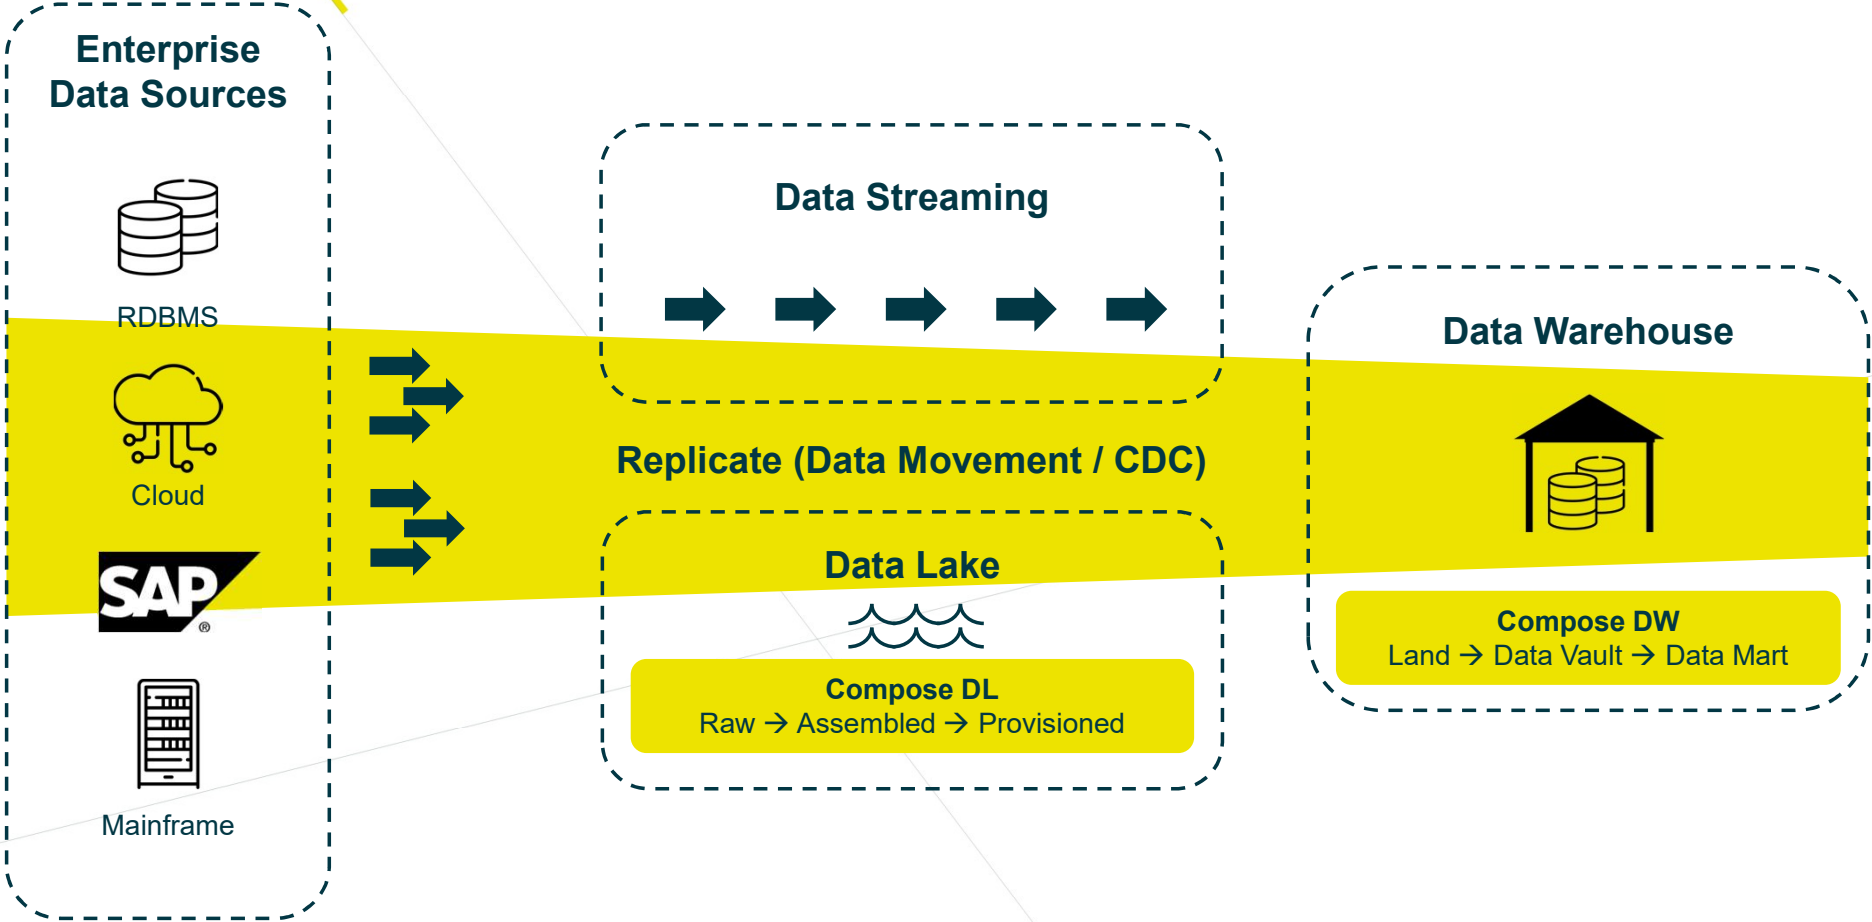 Enterprise
Data Sources
RDBMS
Cloud
SAP
®
Mainframe
Data Streaming
Replicate (Data Movement / CDC)
Data Lake
Compose DL
Raw → Assembled → Provisioned
Data Warehouse
Compose DW
Land → Data Vault → Data Mart